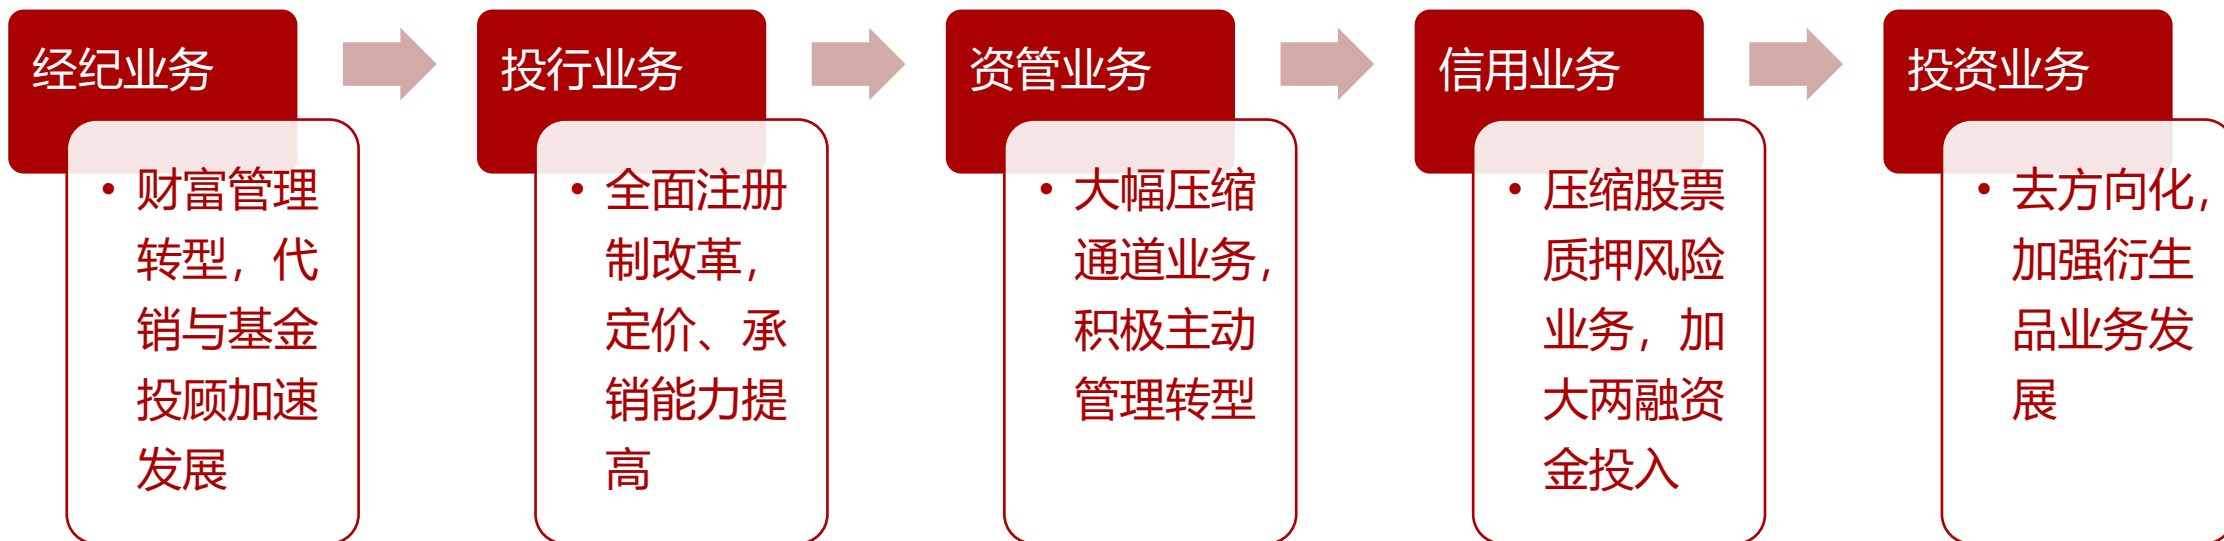 经纪业务
• 财富管理
转型，代
销与基金
投顾加速
发展
投行业务
• 全面注册
制改革，
定价、承
销能力提
高
资管业务
• 大幅压缩
通道业务，
积极主动
管理转型
信用业务
• 压缩股票
质押风险
业务，加
大两融资
金投入
投资业务
• 去方向化，
加强衍生
品业务发
展